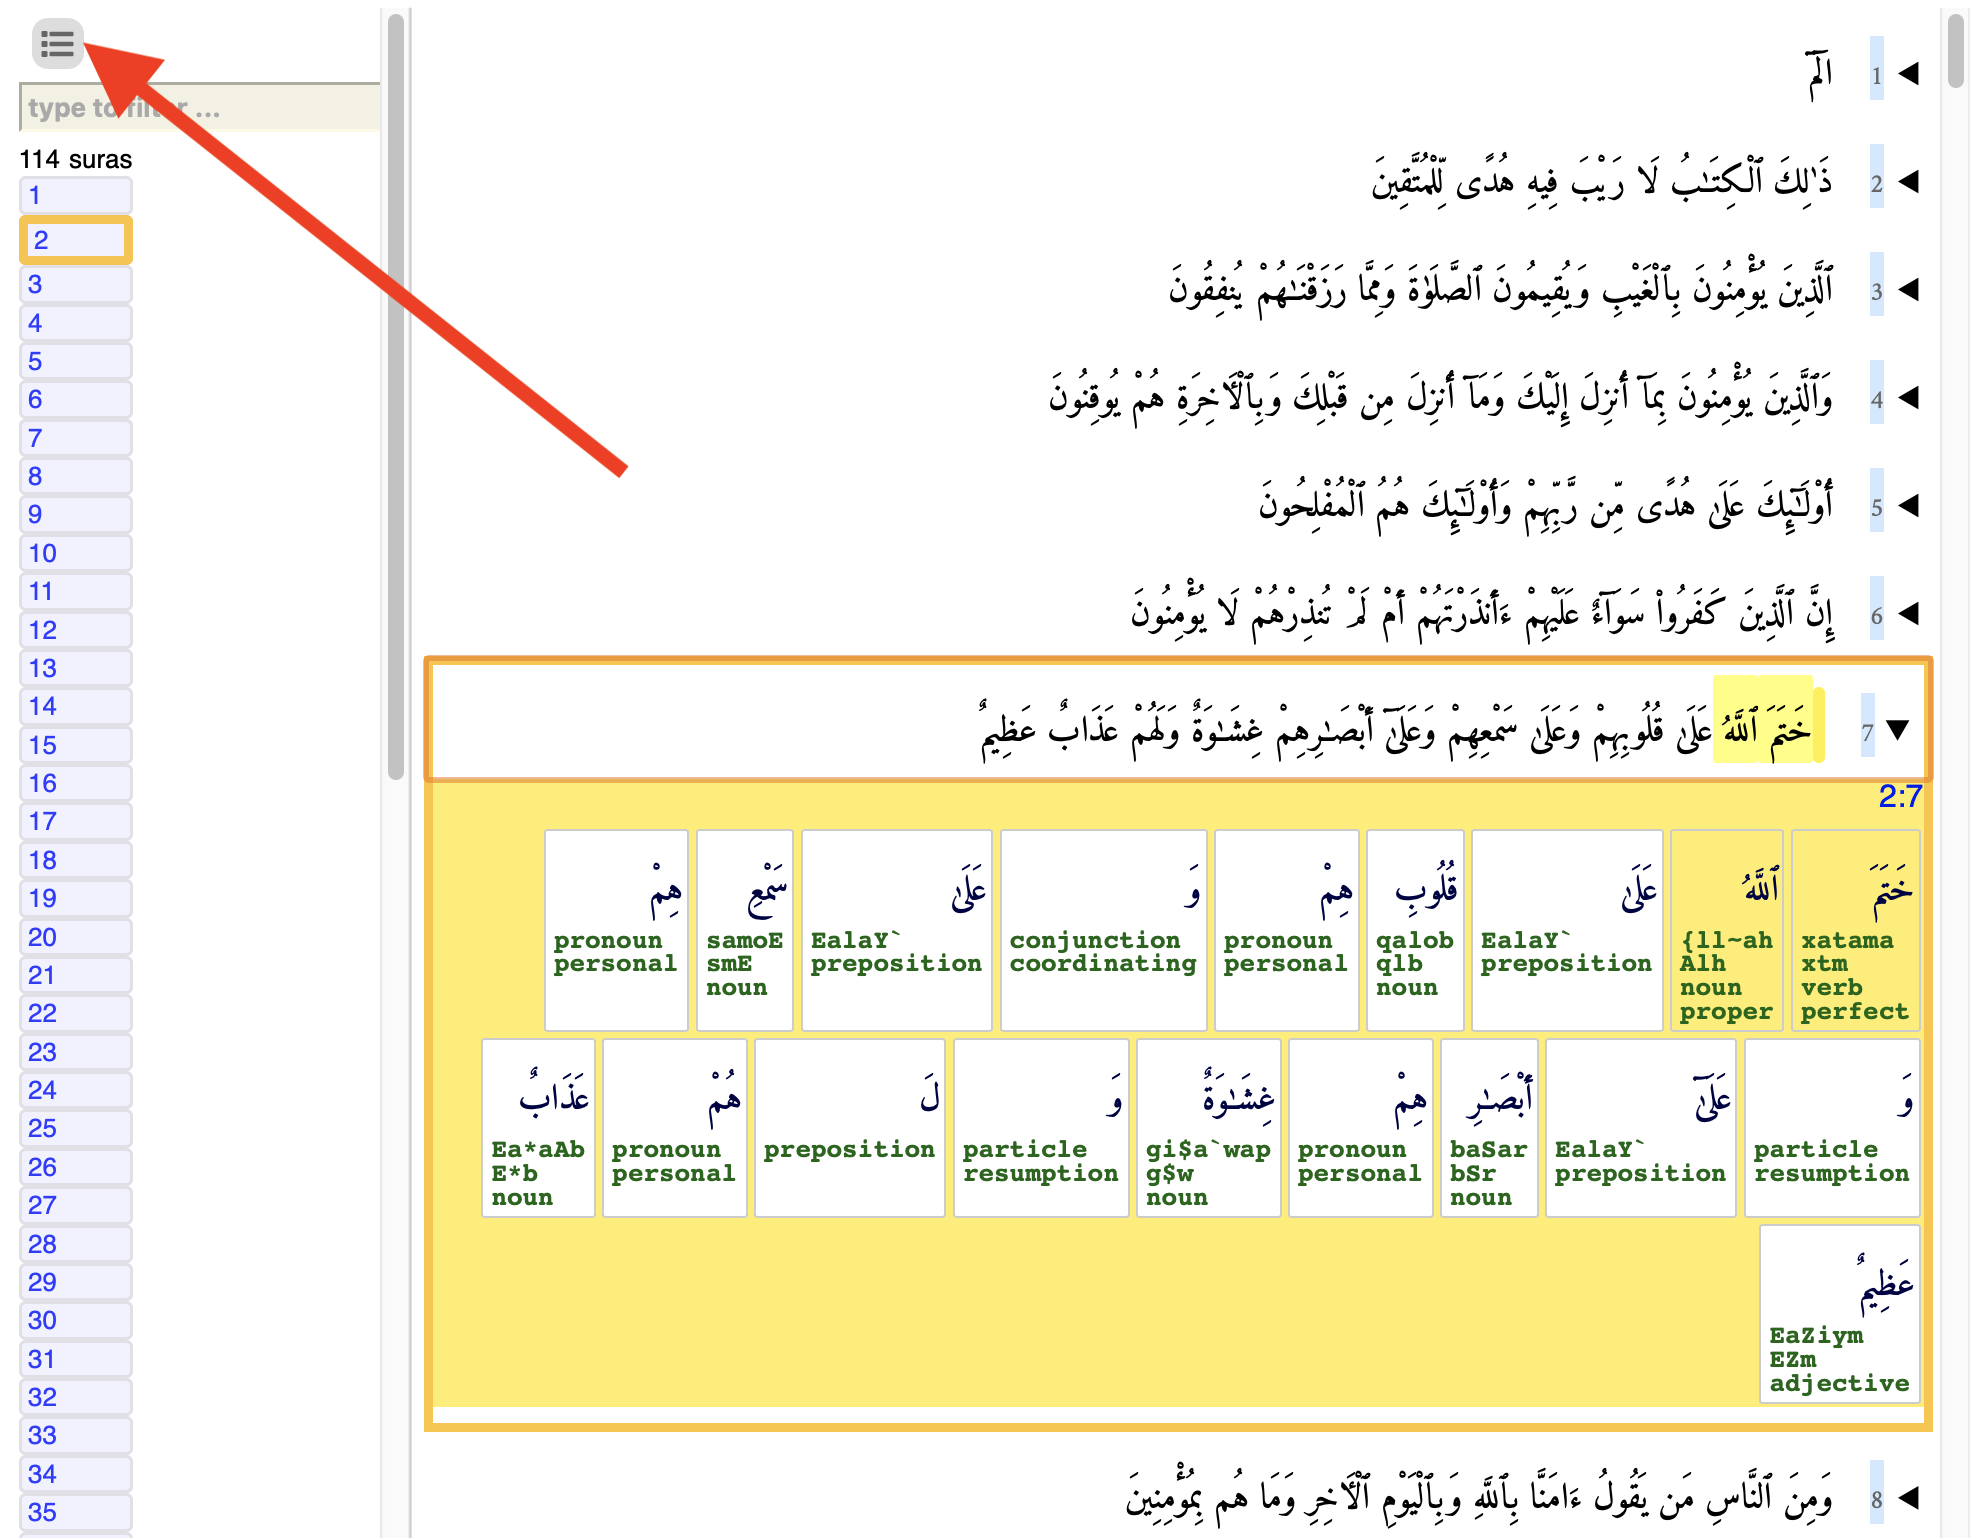 type to filter ...
114 suras
1
2
3
4
5
6
7
8
9
10
11
12
13
14
15
16
17
18
19
20
21
22
23
24
25
26
27
28
29
30
31
32
33
34
35
1 الٓمٓ
2 ذَٰلِكَ ٱلْكِتَـٰبُ لَا رَيْبَ فِيهِ هُدًى لِّلْمُتَّقِينَ
3 ٱلَّذِينَ يُؤْمِنُونَ بِٱلْغَيْبِ وَيُقِيمُونَ ٱلصَّلَوٰةَ وَمِمَّا رَزَقْنَـٰهُمْ يُنفِقُونَ
4 وَٱلَّذِينَ يُؤْمِنُونَ بِمَآ أُنزِلَ إِلَيْكَ وَمَآ أُنزِلَ مِن قَبْلِكَ وَبِٱلْـَٔاخِرَةِ هُمْ يُوقِنُونَ
5 أُو۟لَـٰٓئِكَ عَلَىٰ هُدًى مِّن رَّبِّهِمْ وَأُو۟لَـٰٓئِكَ هُمُ ٱلْمُفْلِحُونَ
6 إِنَّ ٱلَّذِينَ كَفَرُوا۟ سَوَآءٌ عَلَيْهِمْ ءَأَنذَرْتَهُمْ أَمْ لَمْ تُنذِرْهُمْ لَا يُؤْمِنُونَ
7 خَتَمَ ٱللَّهُ عَلَىٰ قُلُوبِهِمْ وَعَلَىٰ سَمْعِهِمْ وَعَلَىٰٓ أَبْصَـٰرِهِمْ غِشَـٰوَةٌ وَلَهُمْ عَذَابٌ عَظِيمٌ
2:7
خَتَمَ
xatama
xtm
verb
perfect
ٱللَّهُ
{ll~ah
Alh
noun
proper
عَلَىٰ
EalaY`
preposition
قُلُوبِ
qalob
qlb
noun
هِمْ
pronoun
personal
وَ
conjunction
coordinating
عَلَىٰ
EalaY`
preposition
سَمْعِ
samoE
smE
noun
هِمْ
pronoun
personal
وَ
particle
resumption
عَلَىٰٓ
EalaY`
preposition
أَبْصَـٰرِ
baSar
bSr
noun
هِمْ
pronoun
personal
غِشَـٰوَةٌ
gi$a`wap
g$w
noun
وَ
particle
resumption
لَ
preposition
هُمْ
pronoun
personal
عَذَابٌ
Ea*aAb
E*b
noun
عَظِيمٌ
EaZiym
EZm
adjective
8 وَمِنَ ٱلنَّاسِ مَن يَقُولُ ءَامَنَّا بِٱللَّهِ وَبِٱلْيَوْمِ ٱلْـَٔاخِرِ وَمَا هُم بِمُؤْمِنِينَ